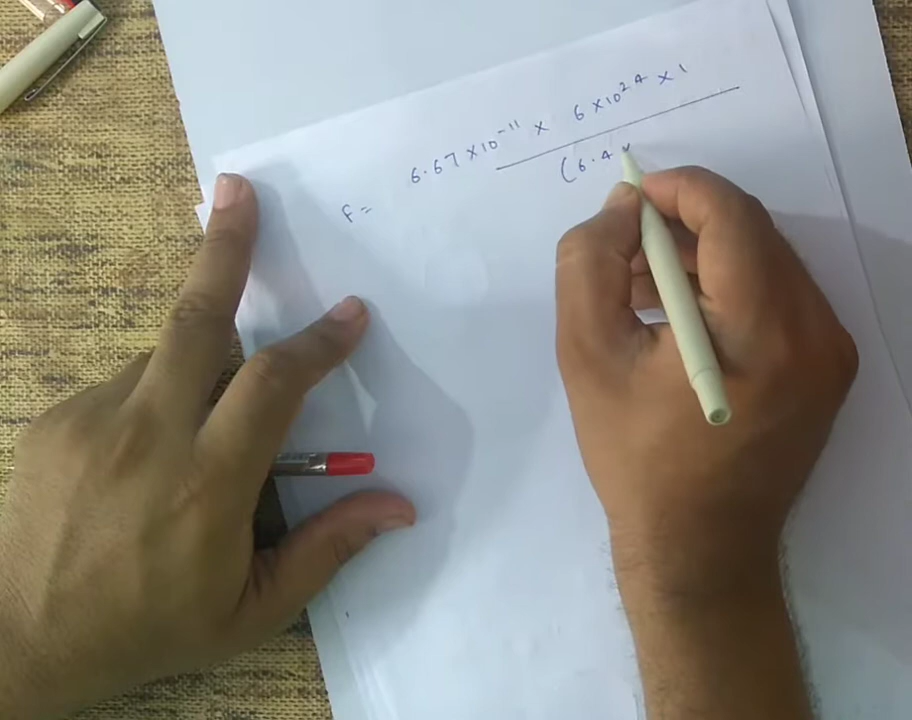 F = 6.67 × 10⁻¹¹ × 6 × 10²⁴ × 1
(6.4 ×